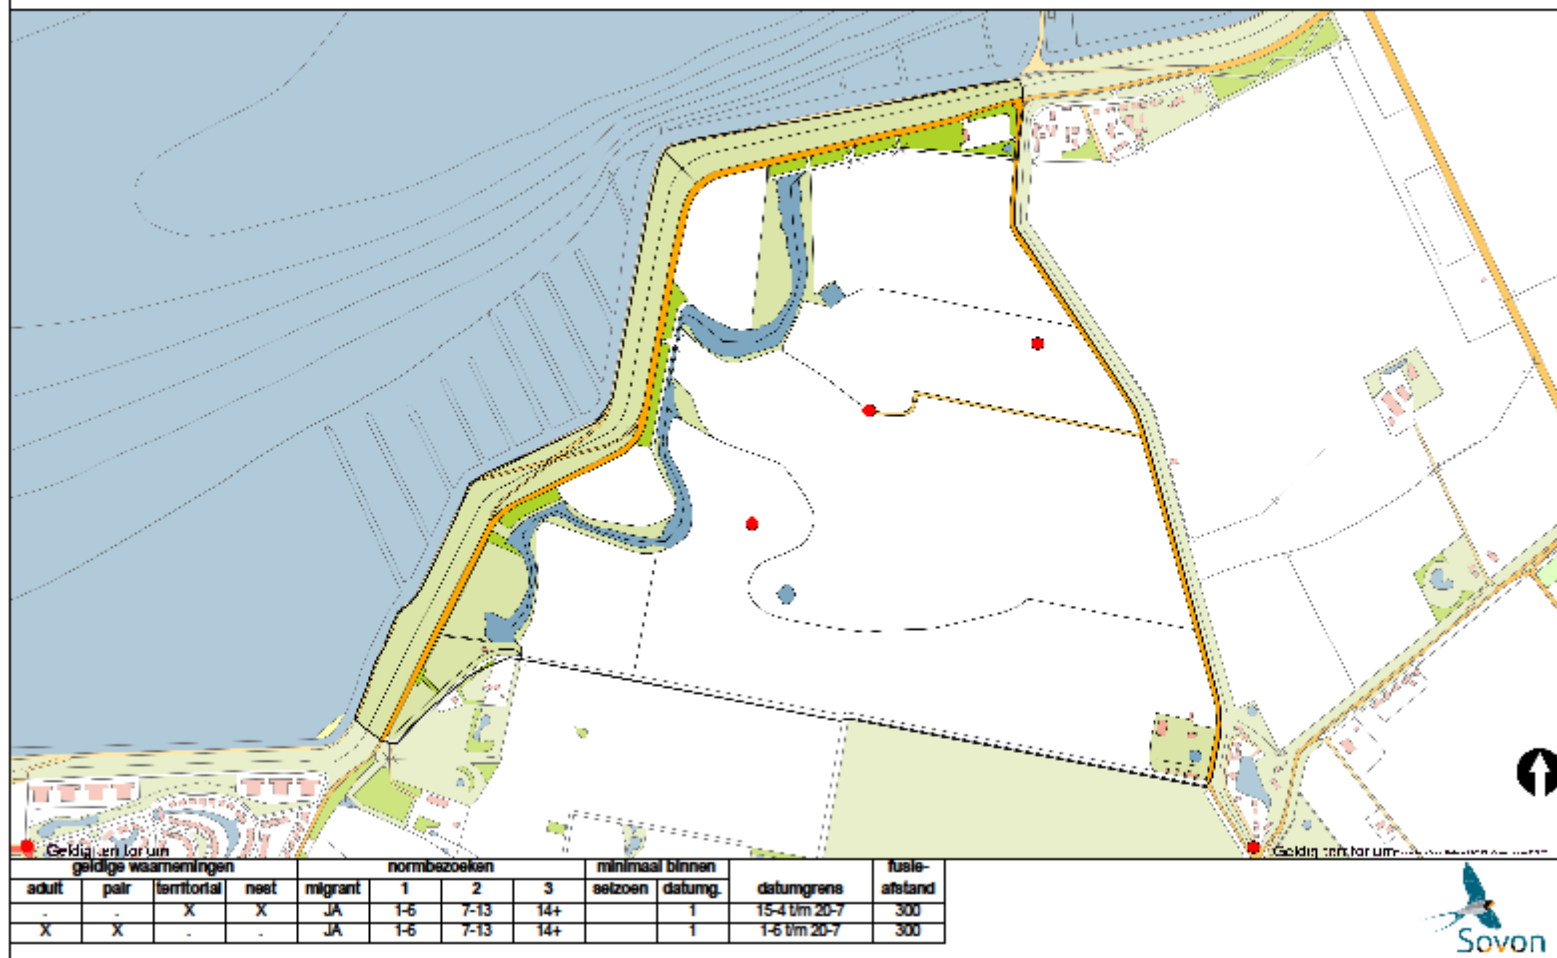 geldige waarnemingen normbezoeken minimaal binnen fusie-
adult pair territorial nest migrant 1 2 3 seizoen datumg. datumgrens afstand
. . X X JA 1-6 7-13 14+ 1 15-4 t/m 20-7 300
X X . . JA 1-6 7-13 14+ 1 1-6 t/m 20-7 300
Sovon